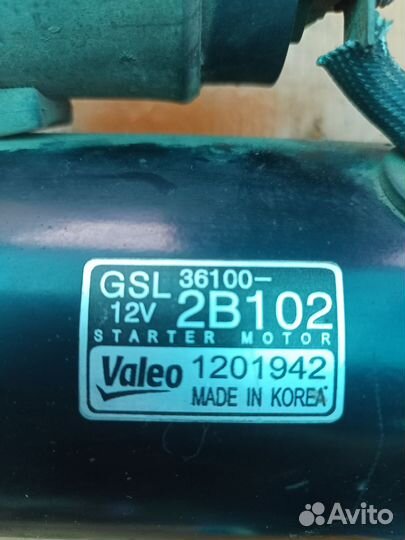 GSL 36100-
12V 2B102
STARTER MOTOR
Valeo 1201942
MADE IN KOREA
Avito